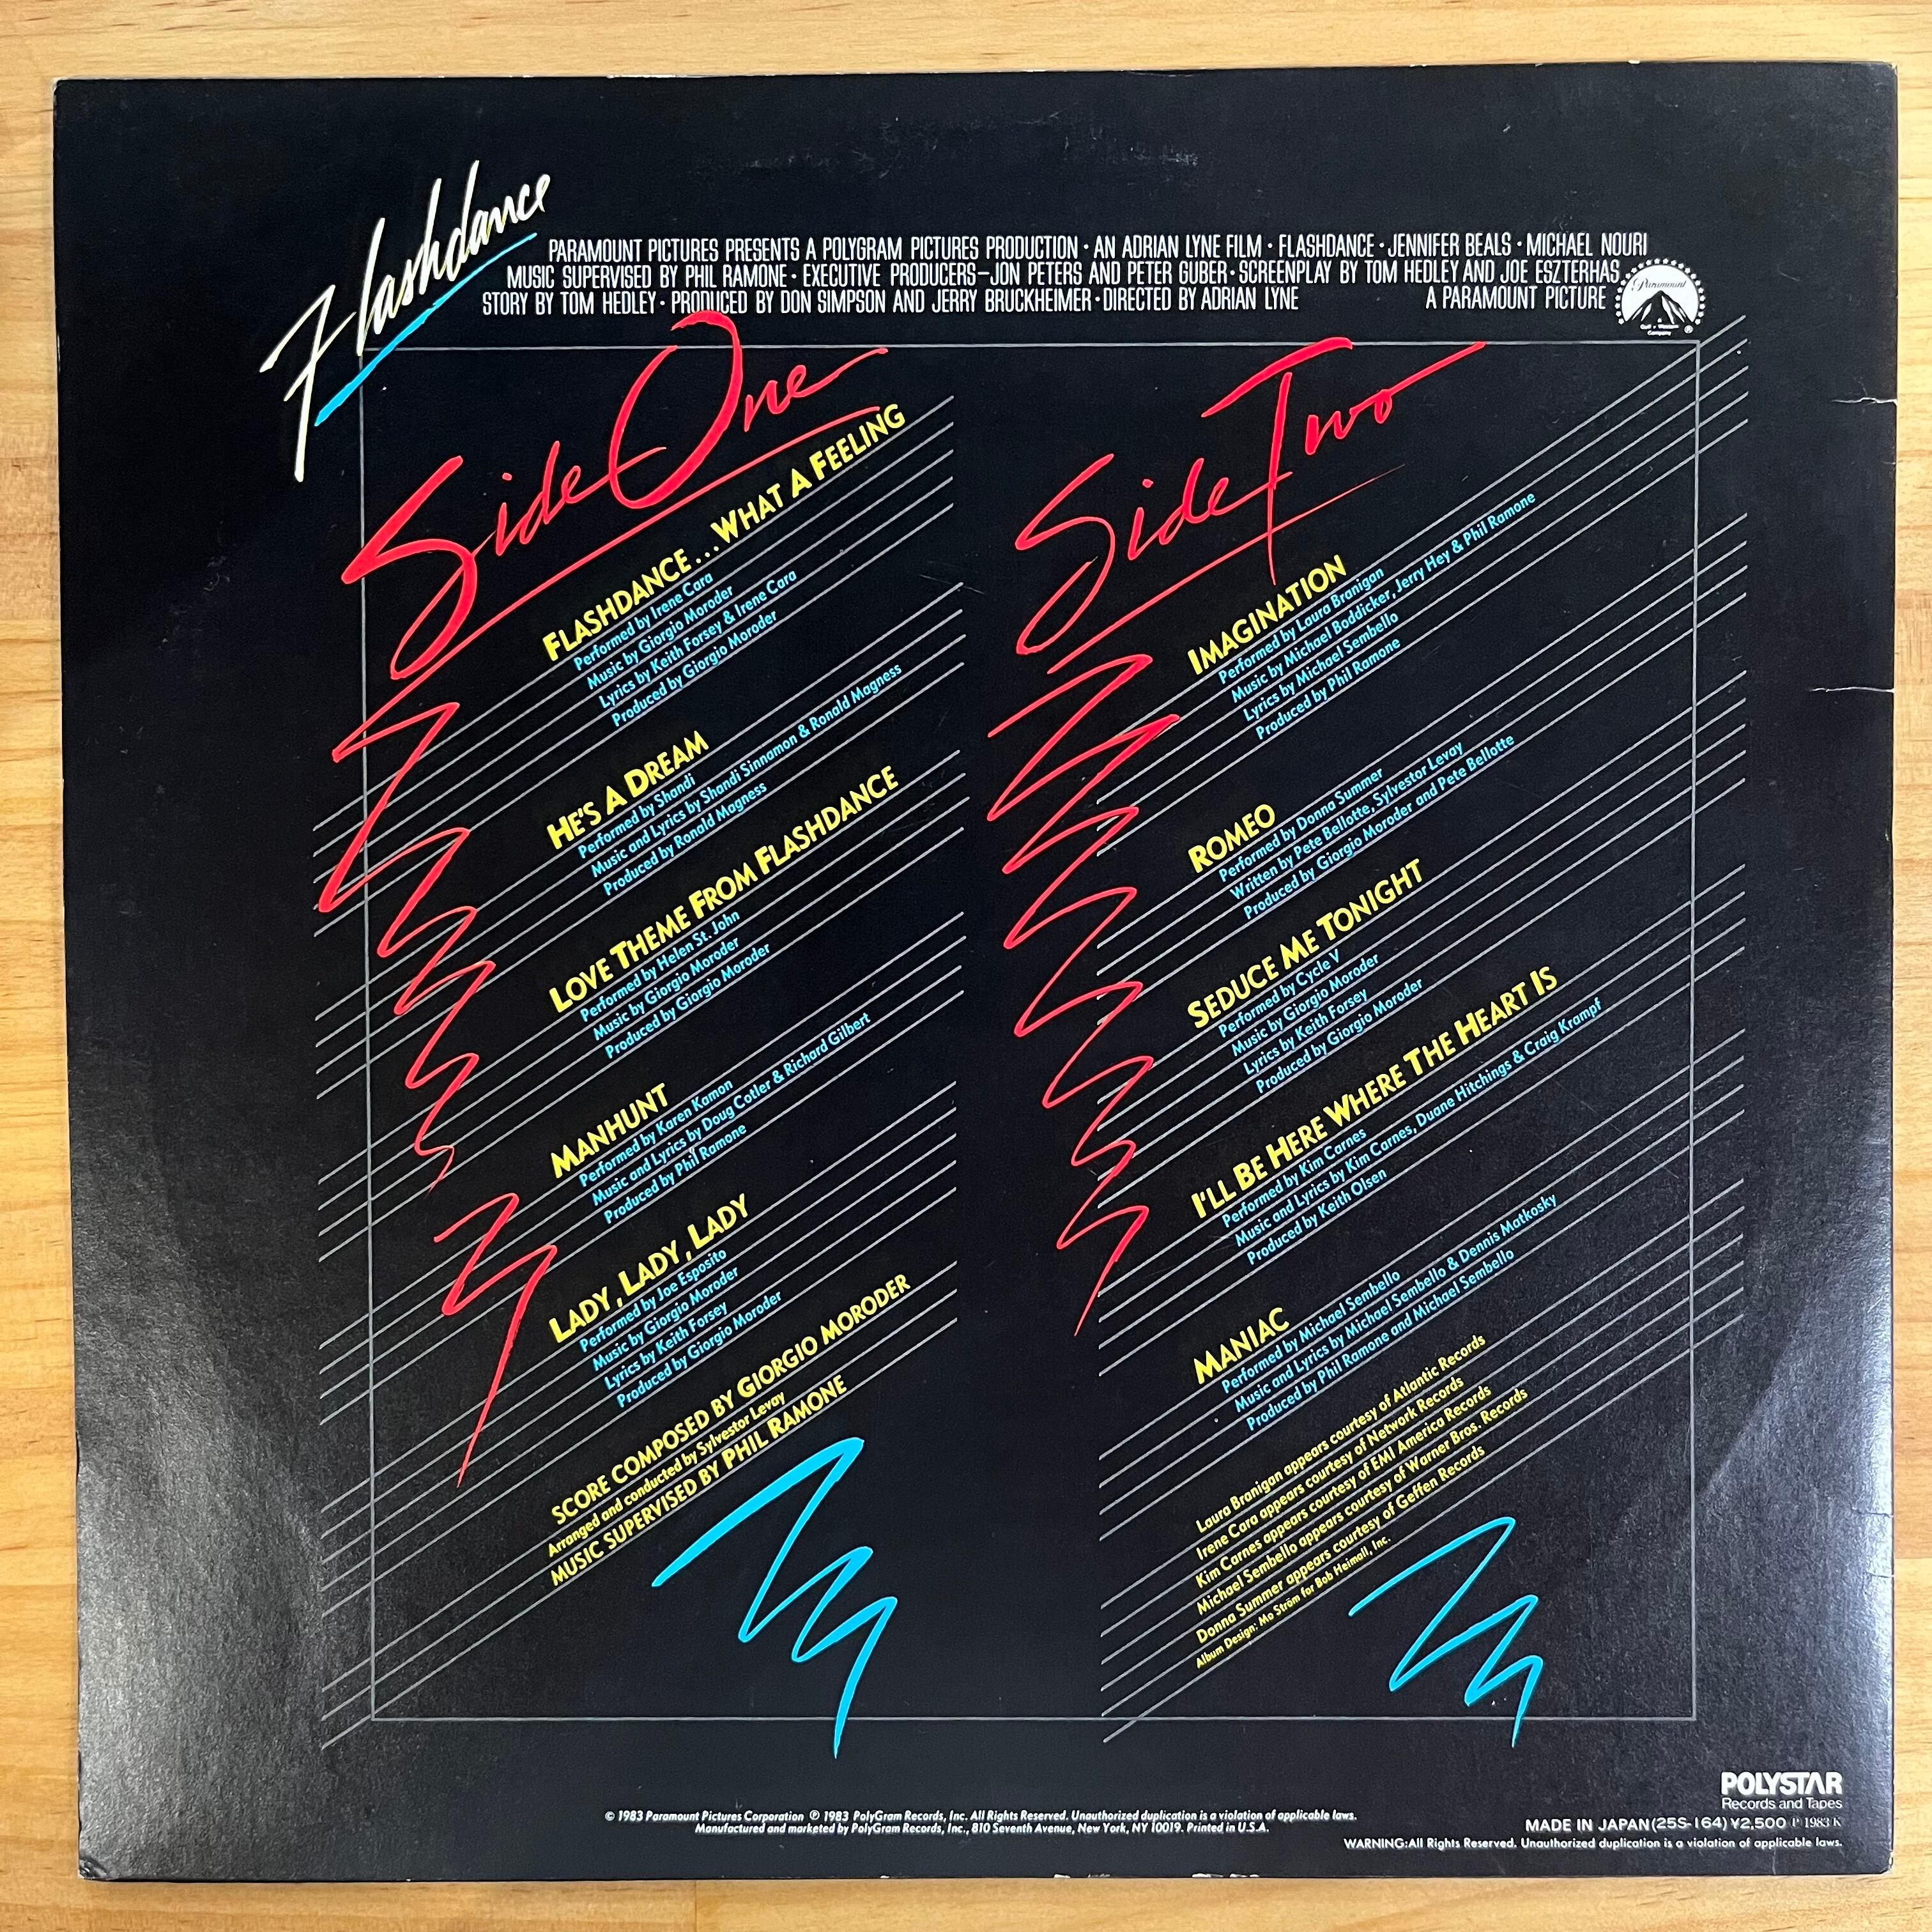 Flashdance
PARAMOUNT PICTURES PRESENTS A POLYGRAM PICTURES PRODUCTION • AN ADRIAN LYNE FILM • FLASHDANCE • JENNIFER BEALS • MICHAEL NOURI
MUSIC SUPERVISED BY PHIL RAMONE • EXECUTIVE PRODUCERS—JON PETERS AND PETER GUBER • SCREENPLAY BY TOM HEDLEY AND JOE ESZTERHAS
STORY BY TOM HEDLEY • PRODUCED BY DON SIMPSON AND JERRY BRUCKHEIMER • DIRECTED BY ADRIAN LYNE
A PARAMOUNT PICTURE
Paramount
A
Gulf + Western
Company
®
Side One
FLASHDANCE...WHAT A FEELING
Performed by Irene Cara
Music by Giorgio Moroder
Lyrics by Keith Forsey & Irene Cara
Produced by Giorgio Moroder
HE'S A DREAM
Performed by Shandi
Music and Lyrics by Shandi Sinnamon & Ronald Magness
Produced by Ronald Magness
LOVE THEME FROM FLASHDANCE
Performed by Helen St. John
Music by Giorgio Moroder
Produced by Giorgio Moroder
MANHUNT
Performed by Karen Kamon
Music and Lyrics by Doug Cotler & Richard Gilbert
Produced by Phil Ramone
LADY, LADY, LADY
Performed by Joe Esposito
Music by Giorgio Moroder
Lyrics by Keith Forsey
Produced by Giorgio Moroder
SCORE COMPOSED BY GIORGIO MORODER
Arranged and conducted by Sylvestor Levay
MUSIC SUPERVISED BY PHIL RAMONE
Side Two
IMAGINATION
Performed by Laura Branigan
Music by Michael Boddicker, Jerry Hey & Phil Ramone
Lyrics by Michael Sembello
Produced by Phil Ramone
ROMEO
Performed by Donna Summer
Written by Pete Bellotte, Sylvestor Levay
Produced by Giorgio Moroder and Pete Bellotte
SEDUCE ME TONIGHT
Performed by Cycle V
Music by Giorgio Moroder
Lyrics by Keith Forsey
Produced by Giorgio Moroder
I'LL BE HERE WHERE THE HEART IS
Performed by Kim Carnes
Music and Lyrics by Kim Carnes, Duane Hitchings & Craig Krampf
Produced by Keith Olsen
MANIAC
Performed by Michael Sembello
Music and Lyrics by Michael Sembello & Dennis Matkosky
Produced by Phil Ramone and Michael Sembello
Laura Branigan appears courtesy of Atlantic Records
Irene Cara appears courtesy of Network Records
Kim Carnes appears courtesy of EMI America Records
Michael Sembello appears courtesy of Warner Bros. Records
Donna Summer appears courtesy of Geffen Records
Album Design: Mo Ström for Bob Heimall, Inc.
POLYSTAR
Records and Tapes
© 1983 Paramount Pictures Corporation ℗ 1983 PolyGram Records, Inc. All Rights Reserved. Unauthorized duplication is a violation of applicable laws.
Manufactured and marketed by PolyGram Records, Inc., 810 Seventh Avenue, New York, NY 10019. Printed in U.S.A.
MADE IN JAPAN (25S-164) ¥2,500 P 1983 K
WARNING: All Rights Reserved. Unauthorized duplication is a violation of applicable laws.